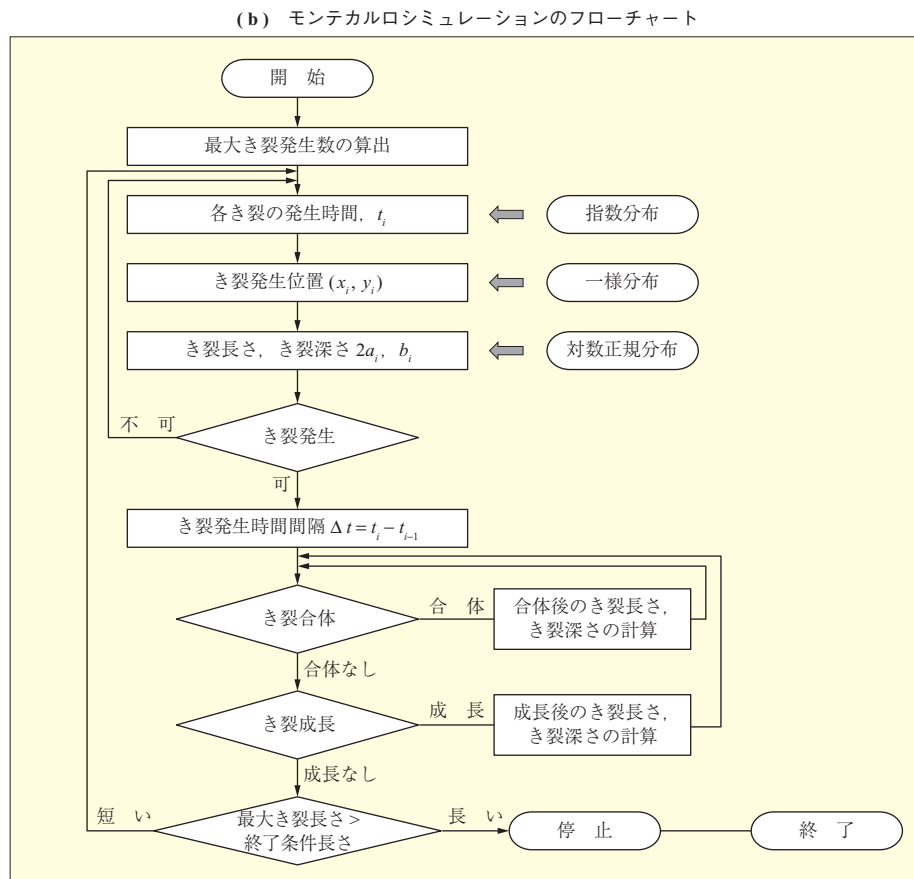 (b) モンテカルロシミュレーションのフローチャート
開 始
最大き裂発生数の算出
各き裂の発生時間, t_i
指数分布
き裂発生位置 (x_i, y_i)
一様分布
き裂長さ, き裂深さ 2a_i, b_i
対数正規分布
不 可
き裂発生
可
き裂発生時間間隔 Δt = t_i − t_{i−1}
き裂合体
合 体
合体後のき裂長さ,
き裂深さの計算
合体なし
き裂成長
成 長
成長後のき裂長さ,
き裂深さの計算
成長なし
短 い
最大き裂長さ >
終了条件長さ
長 い
停 止
終 了